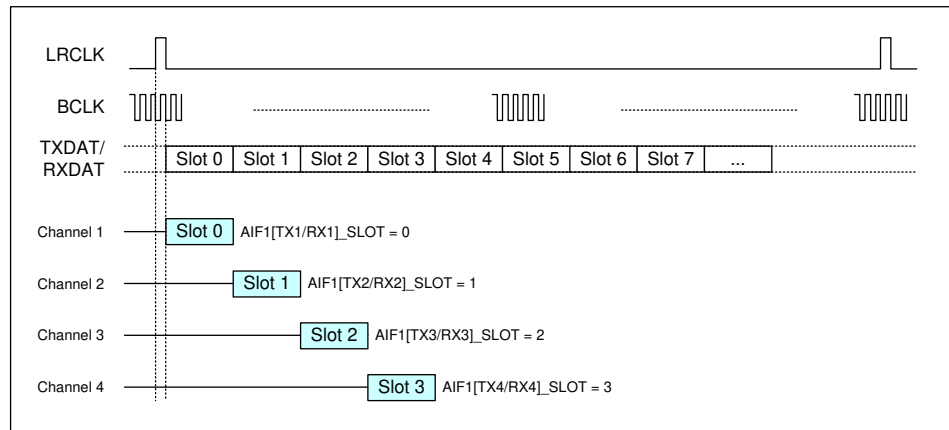 LRCLK
BCLK
TXDAT/
RXDAT
Slot 0 Slot 1 Slot 2 Slot 3 Slot 4 Slot 5 Slot 6 Slot 7 ...
Channel 1 Slot 0 AIF1[TX1/RX1]_SLOT = 0
Channel 2 Slot 1 AIF1[TX2/RX2]_SLOT = 1
Channel 3 Slot 2 AIF1[TX3/RX3]_SLOT = 2
Channel 4 Slot 3 AIF1[TX4/RX4]_SLOT = 3